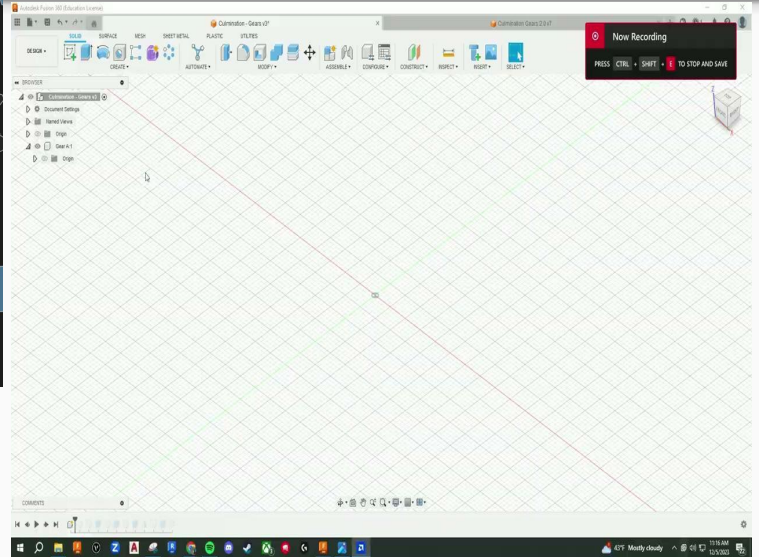 Autodesk Fusion 360 (Education License)
Culmination - Gears v3*
X
Culmination Gears 2.0 v7
Now Recording
PRESS CTRL + SHIFT + E TO STOP AND SAVE
DESIGN
SOLID SURFACE MESH SHEET METAL PLASTIC UTILITIES
CREATE AUTOMATE MODIFY ASSEMBLE CONFIGURE CONSTRUCT INSPECT INSERT SELECT
BROWSER
Culmination - Gears v3
Document Settings
Named Views
Origin
Gear A:1
Origin
COMMENTS
43°F Mostly cloudy
11:16 AM
12/5/2023